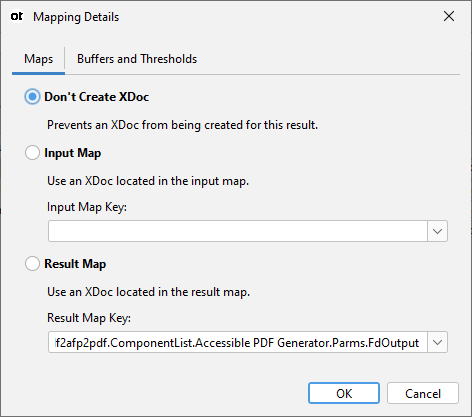 ot Mapping Details
Maps Buffers and Thresholds
Don't Create XDoc
Prevents an XDoc from being created for this result.
Input Map
Use an XDoc located in the input map.
Input Map Key:
Result Map
Use an XDoc located in the result map.
Result Map Key:
f2afp2pdf.ComponentList.Accessible PDF Generator.Parms.FdOutput
OK Cancel